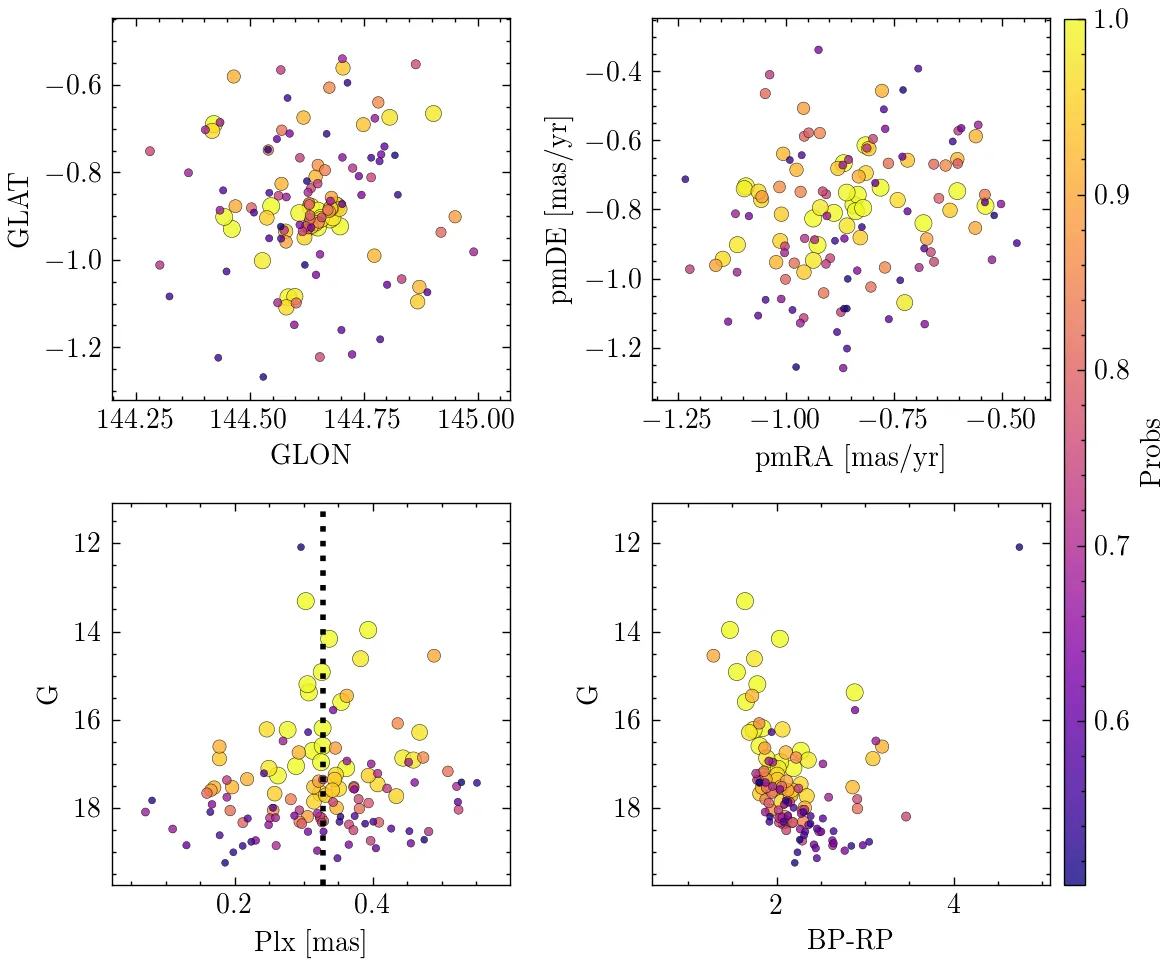 −0.6
−0.8
−1.0
−1.2
GLAT
144.25 144.50 144.75 145.00
GLON
−0.4
−0.6
−0.8
−1.0
−1.2
pmDE [mas/yr]
−1.25 −1.00 −0.75 −0.50
pmRA [mas/yr]
12
14
16
18
G
0.2 0.4
Plx [mas]
12
14
16
18
G
2 4
BP-RP
1.0
0.9
0.8
0.7
0.6
Probs